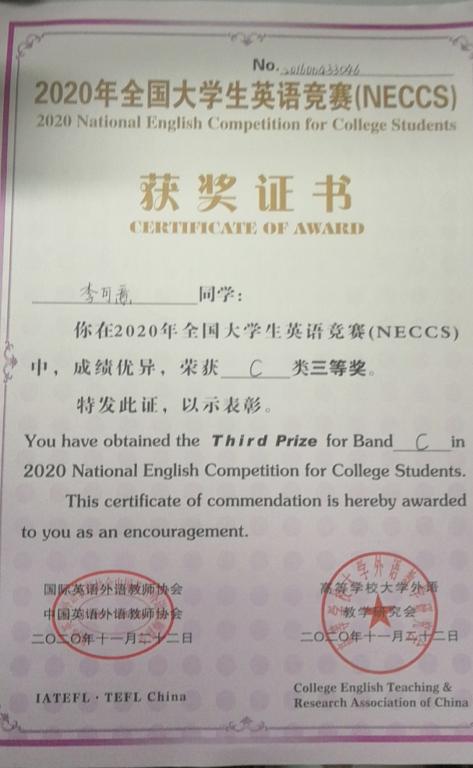 No. 201600433046
2020年全国大学生英语竞赛(NECCS)
2020 National English Competition for College Students
获奖证书
CERTIFICATE OF AWARD
李可意 同学：
你在2020年全国大学生英语竞赛(NECCS)
中，成绩优异，荣获 C 类三等奖。
特发此证，以示表彰。
You have obtained the Third Prize for Band C in
2020 National English Competition for College Students.
This certificate of commendation is hereby awarded
to you as an encouragement.
国际英语外语教师协会
中国英语外语教师协会
二〇二〇年十一月二十二日
IATEFL · TEFL China
高等学校大学外语
教学研究会
二〇二〇年十一月二十二日
College English Teaching &
Research Association of China